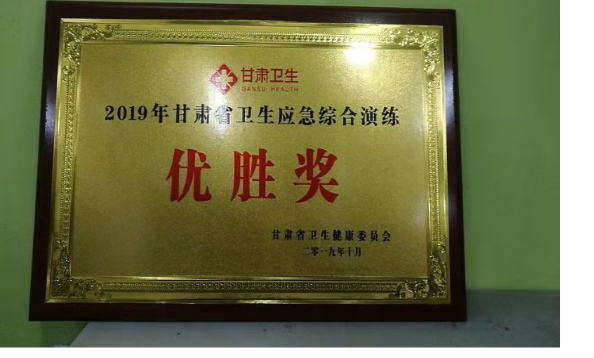 甘肃卫生
GANSU HEALTH
2019年甘肃省卫生应急综合演练
优胜奖
甘肃省卫生健康委员会
二零一九年十月